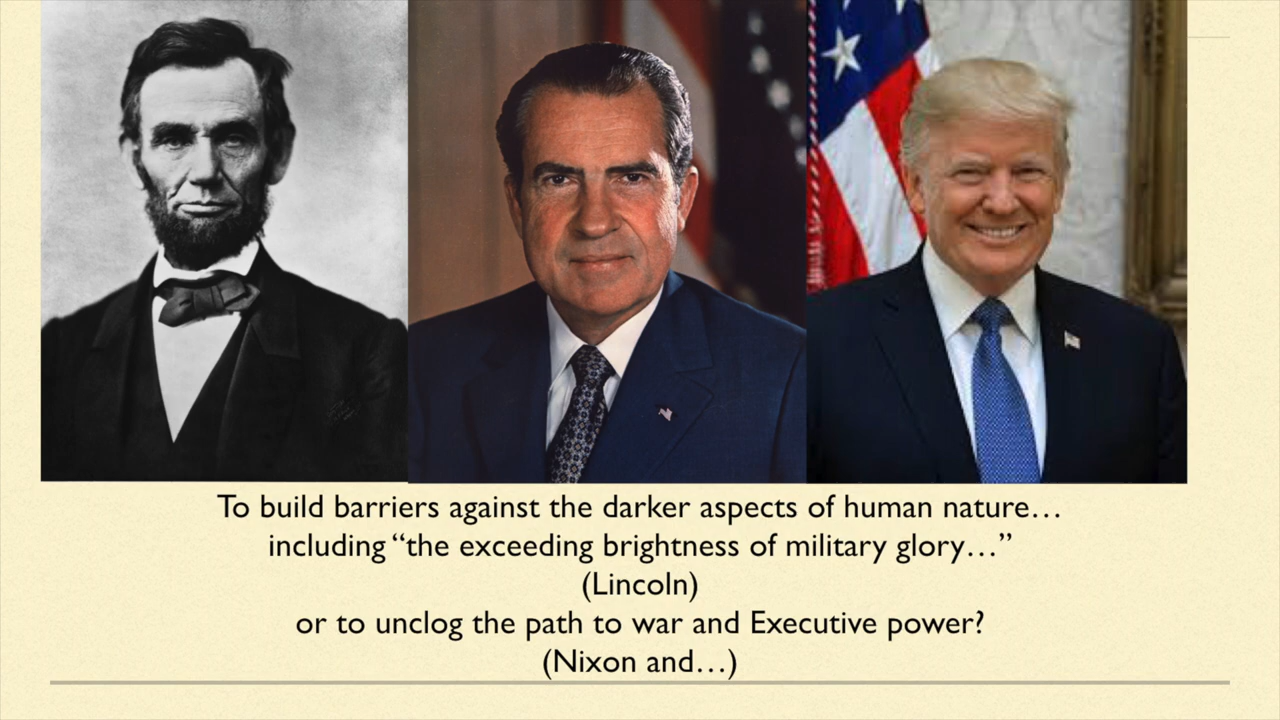 To build barriers against the darker aspects of human nature…
including “the exceeding brightness of military glory…”
(Lincoln)
or to unclog the path to war and Executive power?
(Nixon and…)